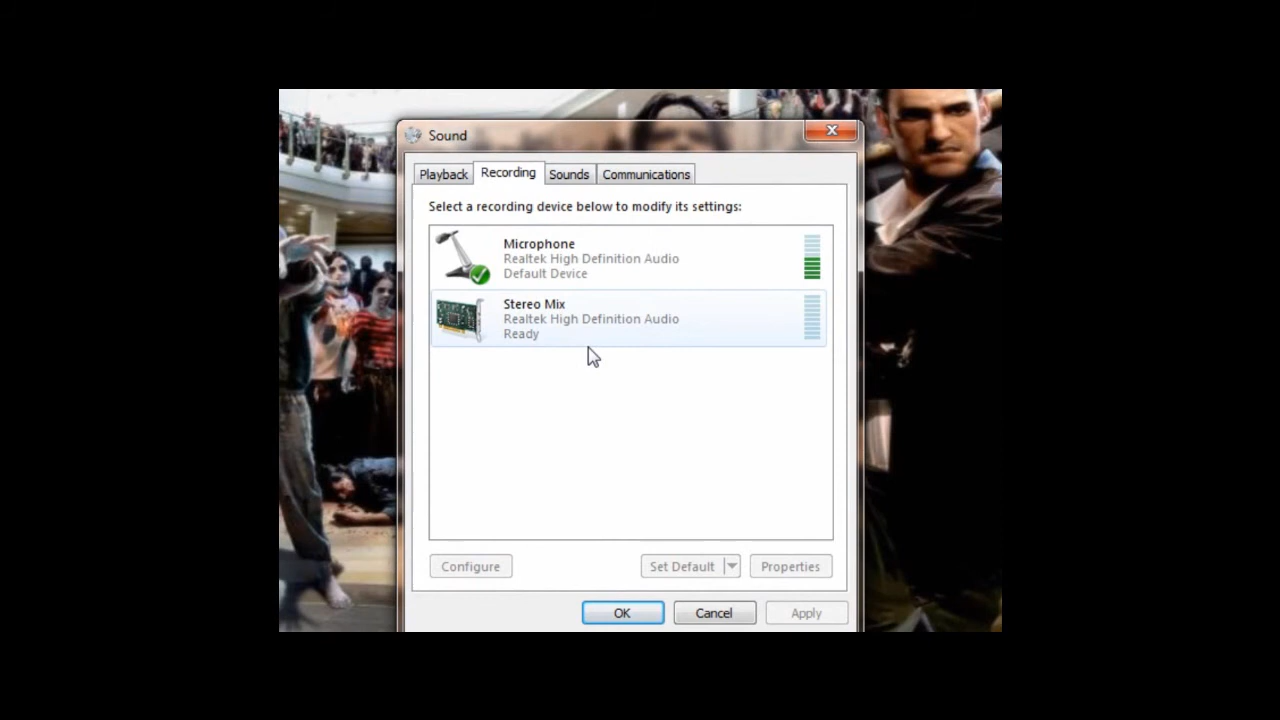 Sound
Playback Recording Sounds Communications
Select a recording device below to modify its settings:
Microphone
Realtek High Definition Audio
Default Device
Stereo Mix
Realtek High Definition Audio
Ready
Configure Set Default Properties
OK Cancel Apply